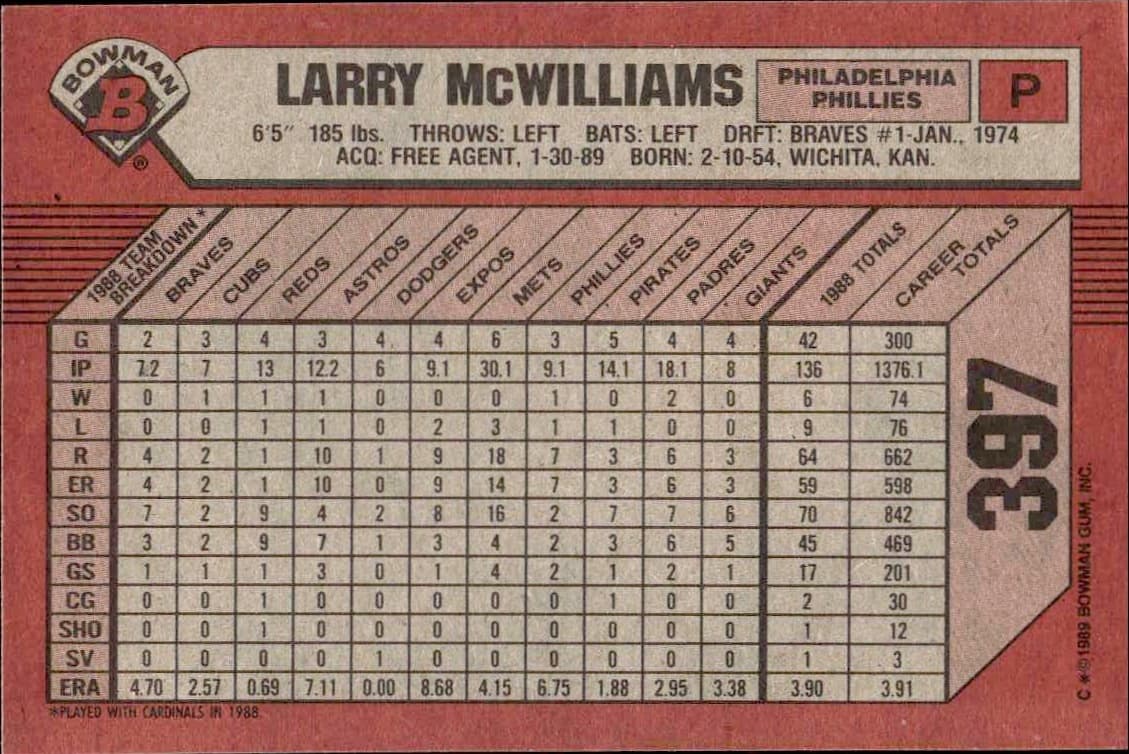 BOWMAN
B
®
LARRY McWILLIAMS
PHILADELPHIA
PHILLIES
P
6'5" 185 lbs. THROWS: LEFT BATS: LEFT DRFT: BRAVES #1-JAN., 1974
ACQ: FREE AGENT, 1-30-89 BORN: 2-10-54, WICHITA, KAN.
1988 TEAM BREAKDOWN* BRAVES CUBS REDS ASTROS DODGERS EXPOS METS PHILLIES PIRATES PADRES GIANTS 1988 TOTALS CAREER TOTALS
G 2 3 4 3 4 4 6 3 5 4 4 42 300
IP 7.2 7 13 12.2 6 9.1 30.1 9.1 14.1 18.1 8 136 1376.1
W 0 1 1 1 0 0 0 1 0 2 0 6 74
L 0 0 1 1 0 2 3 1 1 0 0 9 76
R 4 2 1 10 1 9 18 7 3 6 3 64 662
ER 4 2 1 10 0 9 14 7 3 6 3 59 598
SO 7 2 9 4 2 8 16 2 7 7 6 70 842
BB 3 2 9 7 1 3 4 2 3 6 5 45 469
GS 1 1 1 3 0 1 4 2 1 2 1 17 201
CG 0 0 1 0 0 0 0 0 1 0 0 2 30
SHO 0 0 1 0 0 0 0 0 0 0 0 1 12
SV 0 0 0 0 1 0 0 0 0 0 0 1 3
ERA 4.70 2.57 0.69 7.11 0.00 8.68 4.15 6.75 1.88 2.95 3.38 3.90 3.91
*PLAYED WITH CARDINALS IN 1988.
397
C *©1989 BOWMAN GUM, INC.